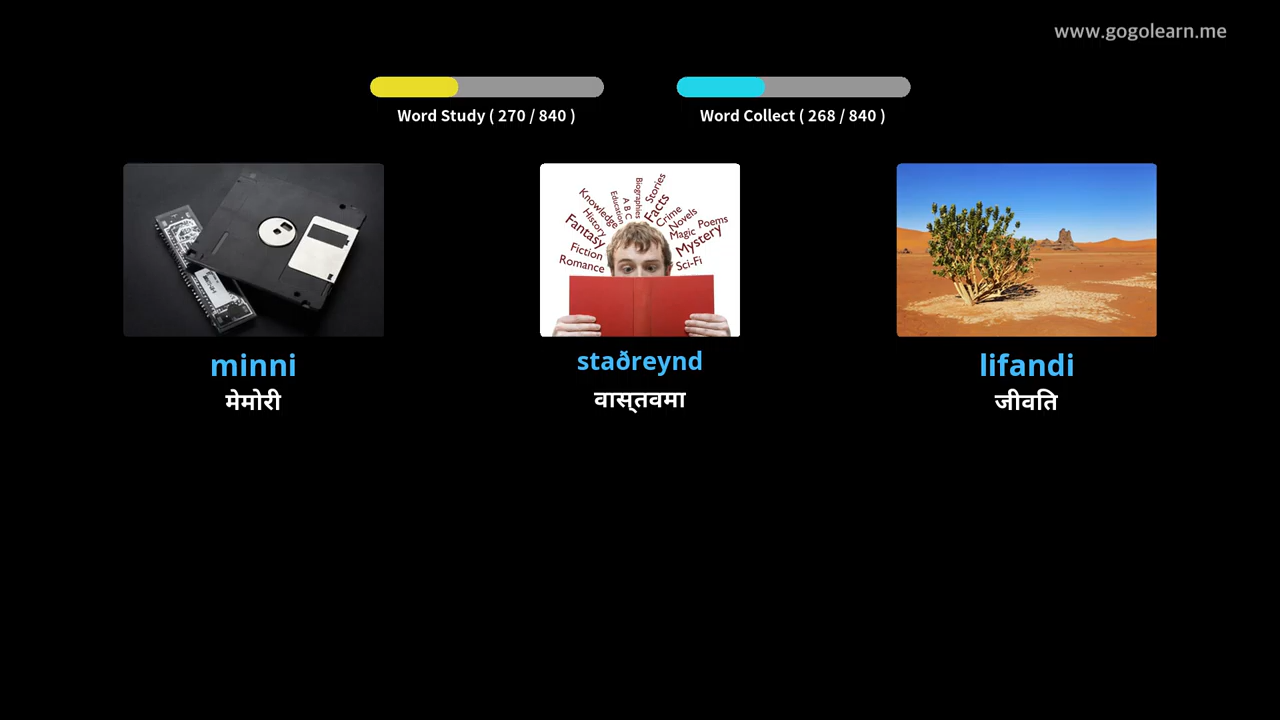 www.gogolearn.me
Word Study ( 270 / 840 )
Word Collect ( 268 / 840 )
Knowledge
History
Fantasy
Fiction
Romance
Education
A B C
Biographies
Stories
Facts
Crime
Novels
Magic
Poems
Mystery
Sci-Fi
minni
staðreynd
lifandi
मेमोरी
वास्‌तवमा
जीवति